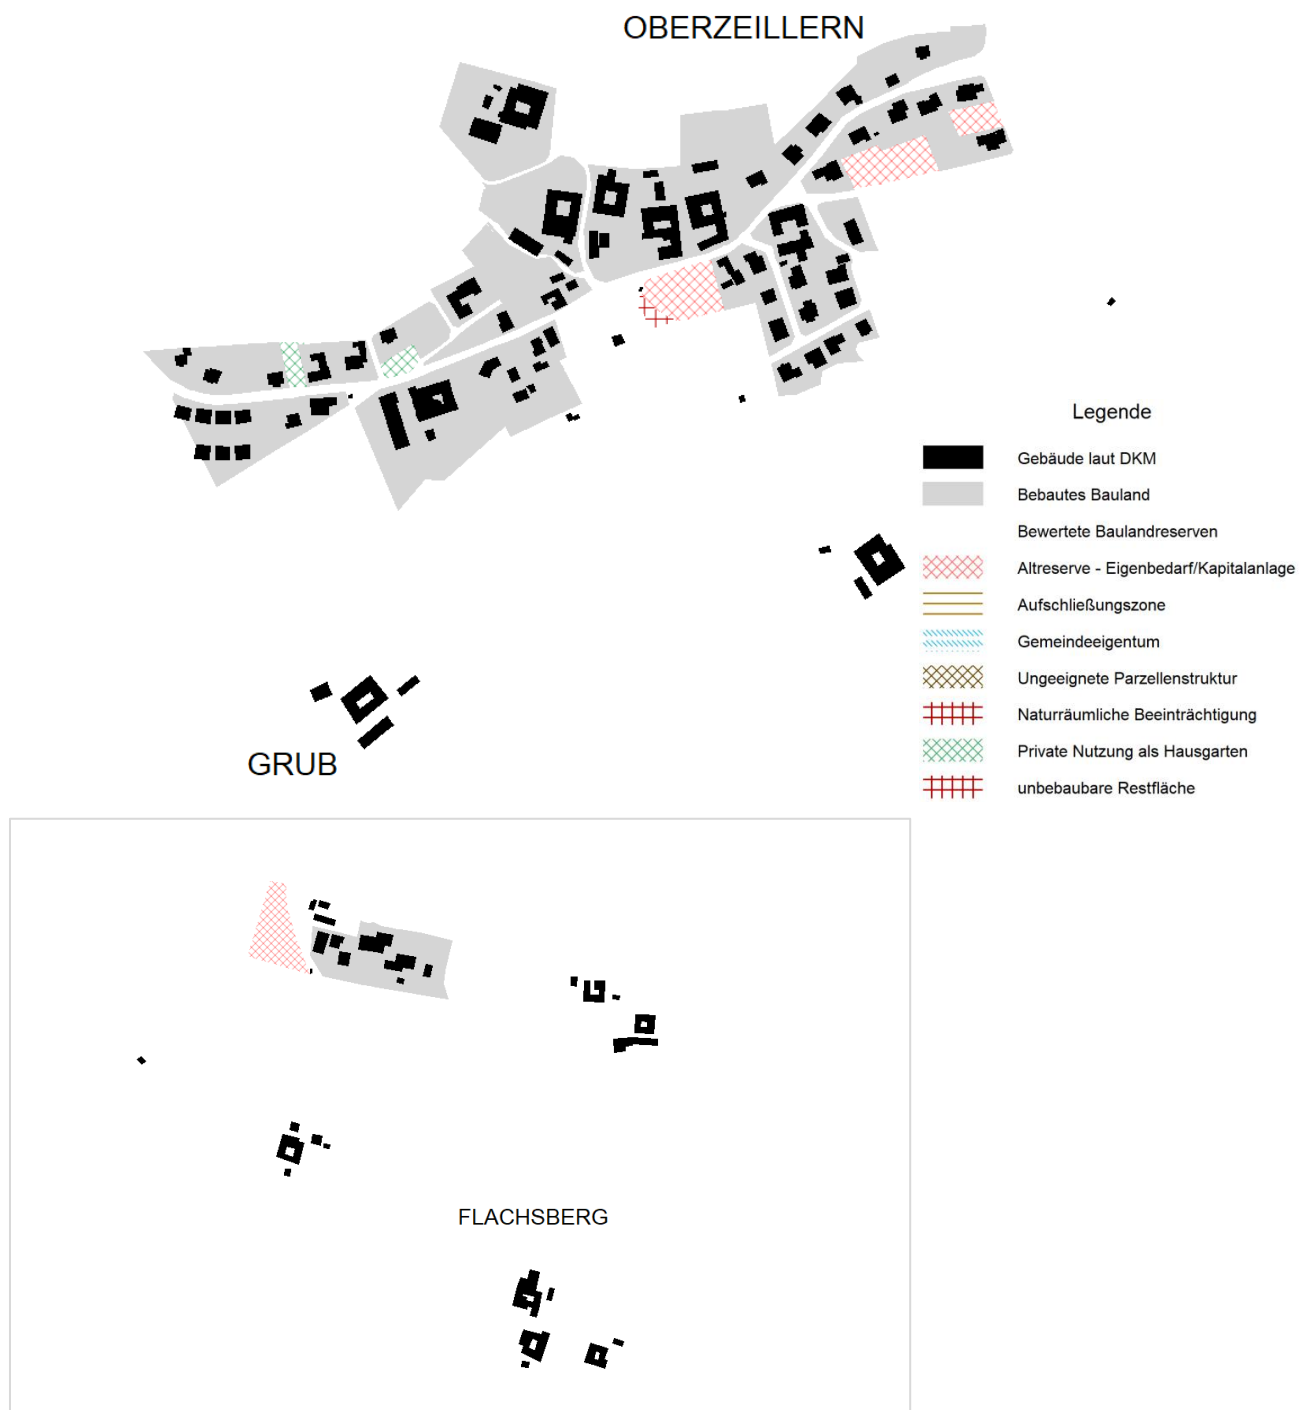 OBERZEILLERN
Legende
Gebäude laut DKM
Bebautes Bauland
Bewertete Baulandreserven
Altreserve - Eigenbedarf/Kapitalanlage
Aufschließungszone
Gemeindeeigentum
Ungeeignete Parzellenstruktur
Naturräumliche Beeinträchtigung
Private Nutzung als Hausgarten
unbebaubare Restfläche
GRUB
FLACHSBERG